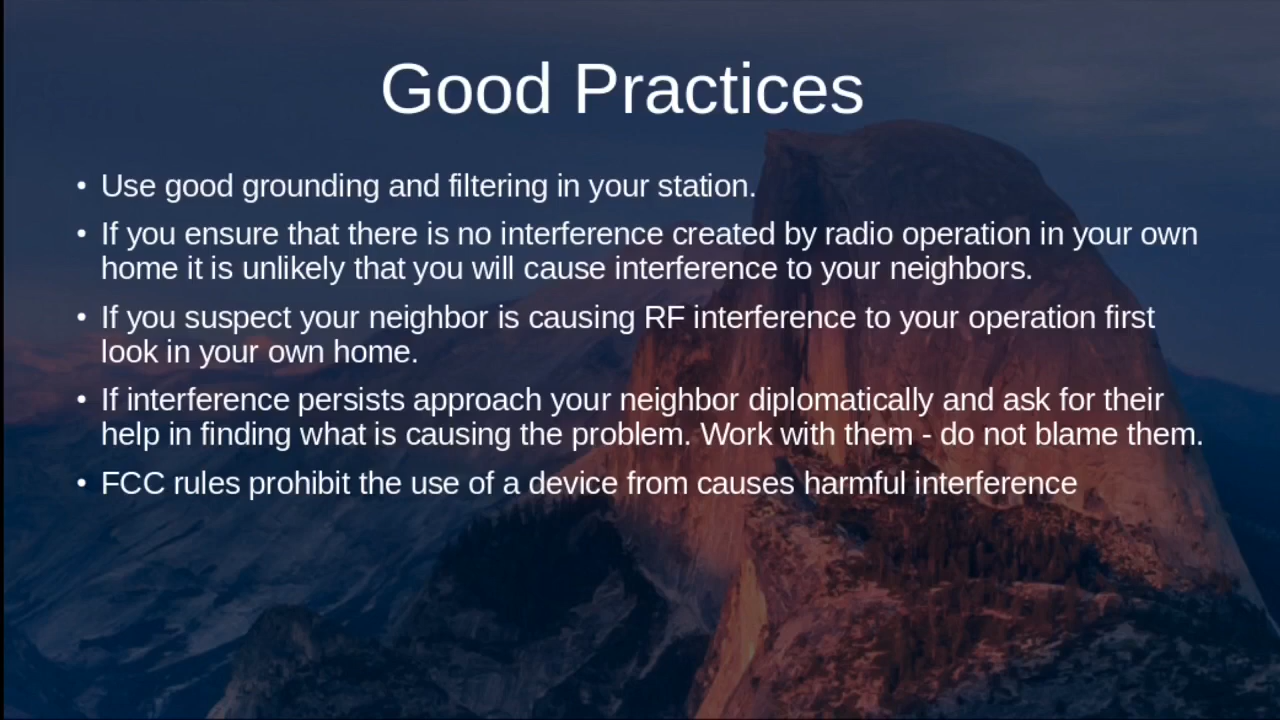 Good Practices
• Use good grounding and filtering in your station.
• If you ensure that there is no interference created by radio operation in your own
home it is unlikely that you will cause interference to your neighbors.
• If you suspect your neighbor is causing RF interference to your operation first
look in your own home.
• If interference persists approach your neighbor diplomatically and ask for their
help in finding what is causing the problem. Work with them - do not blame them.
• FCC rules prohibit the use of a device from causes harmful interference